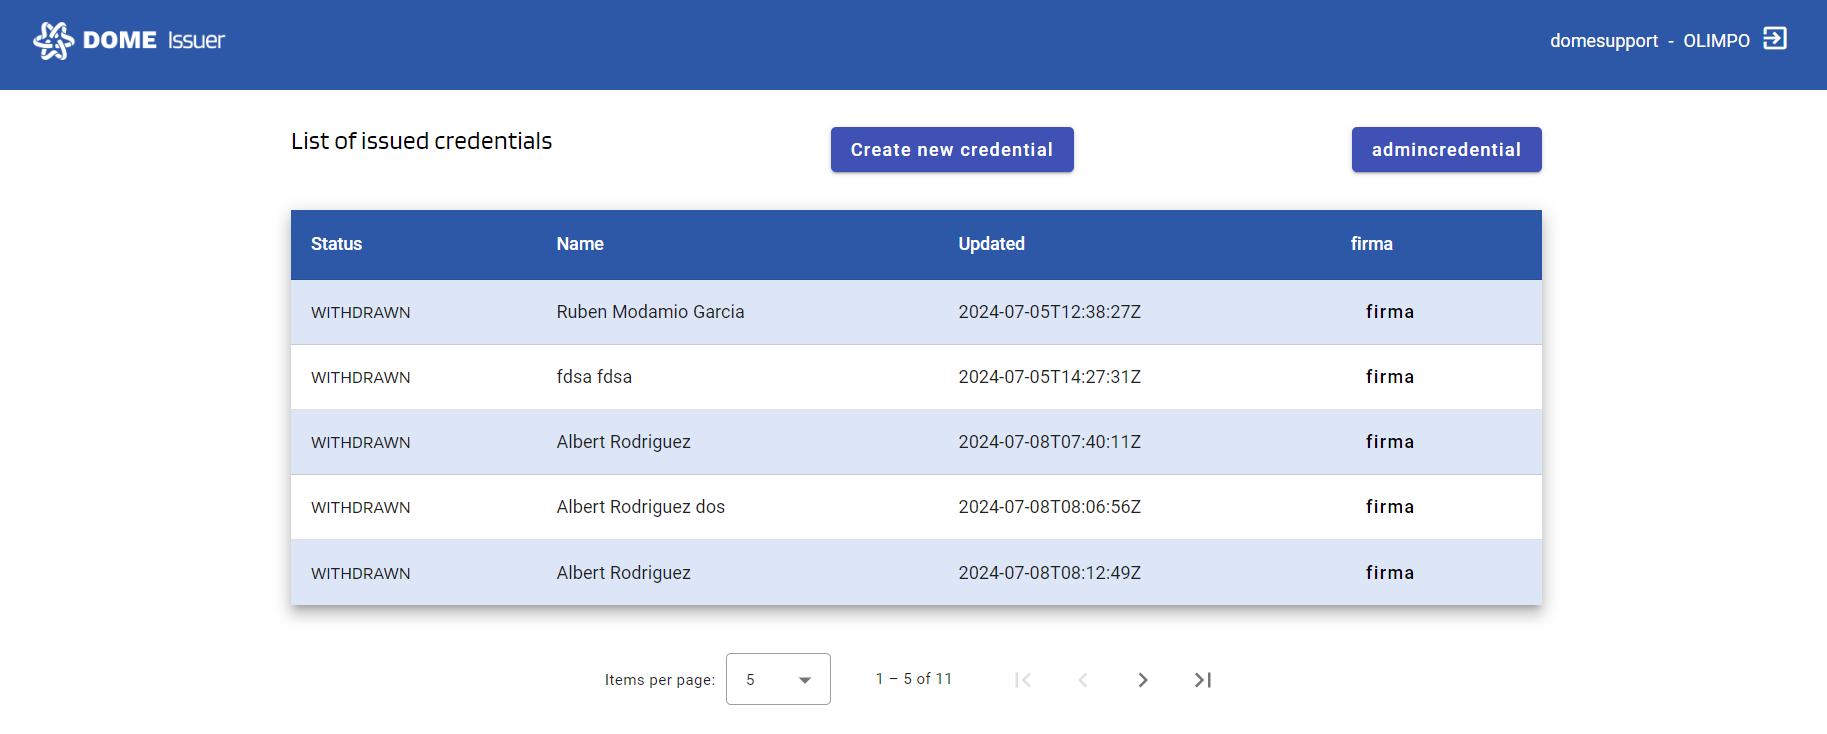 DOME Issuer
domesupport - OLIMPO
List of issued credentials
Create new credential
admincredential
Status Name Updated firma
WITHDRAWN Ruben Modamio Garcia 2024-07-05T12:38:27Z firma
WITHDRAWN fdsa fdsa 2024-07-05T14:27:31Z firma
WITHDRAWN Albert Rodriguez 2024-07-08T07:40:11Z firma
WITHDRAWN Albert Rodriguez dos 2024-07-08T08:06:56Z firma
WITHDRAWN Albert Rodriguez 2024-07-08T08:12:49Z firma
Items per page: 5 1 – 5 of 11